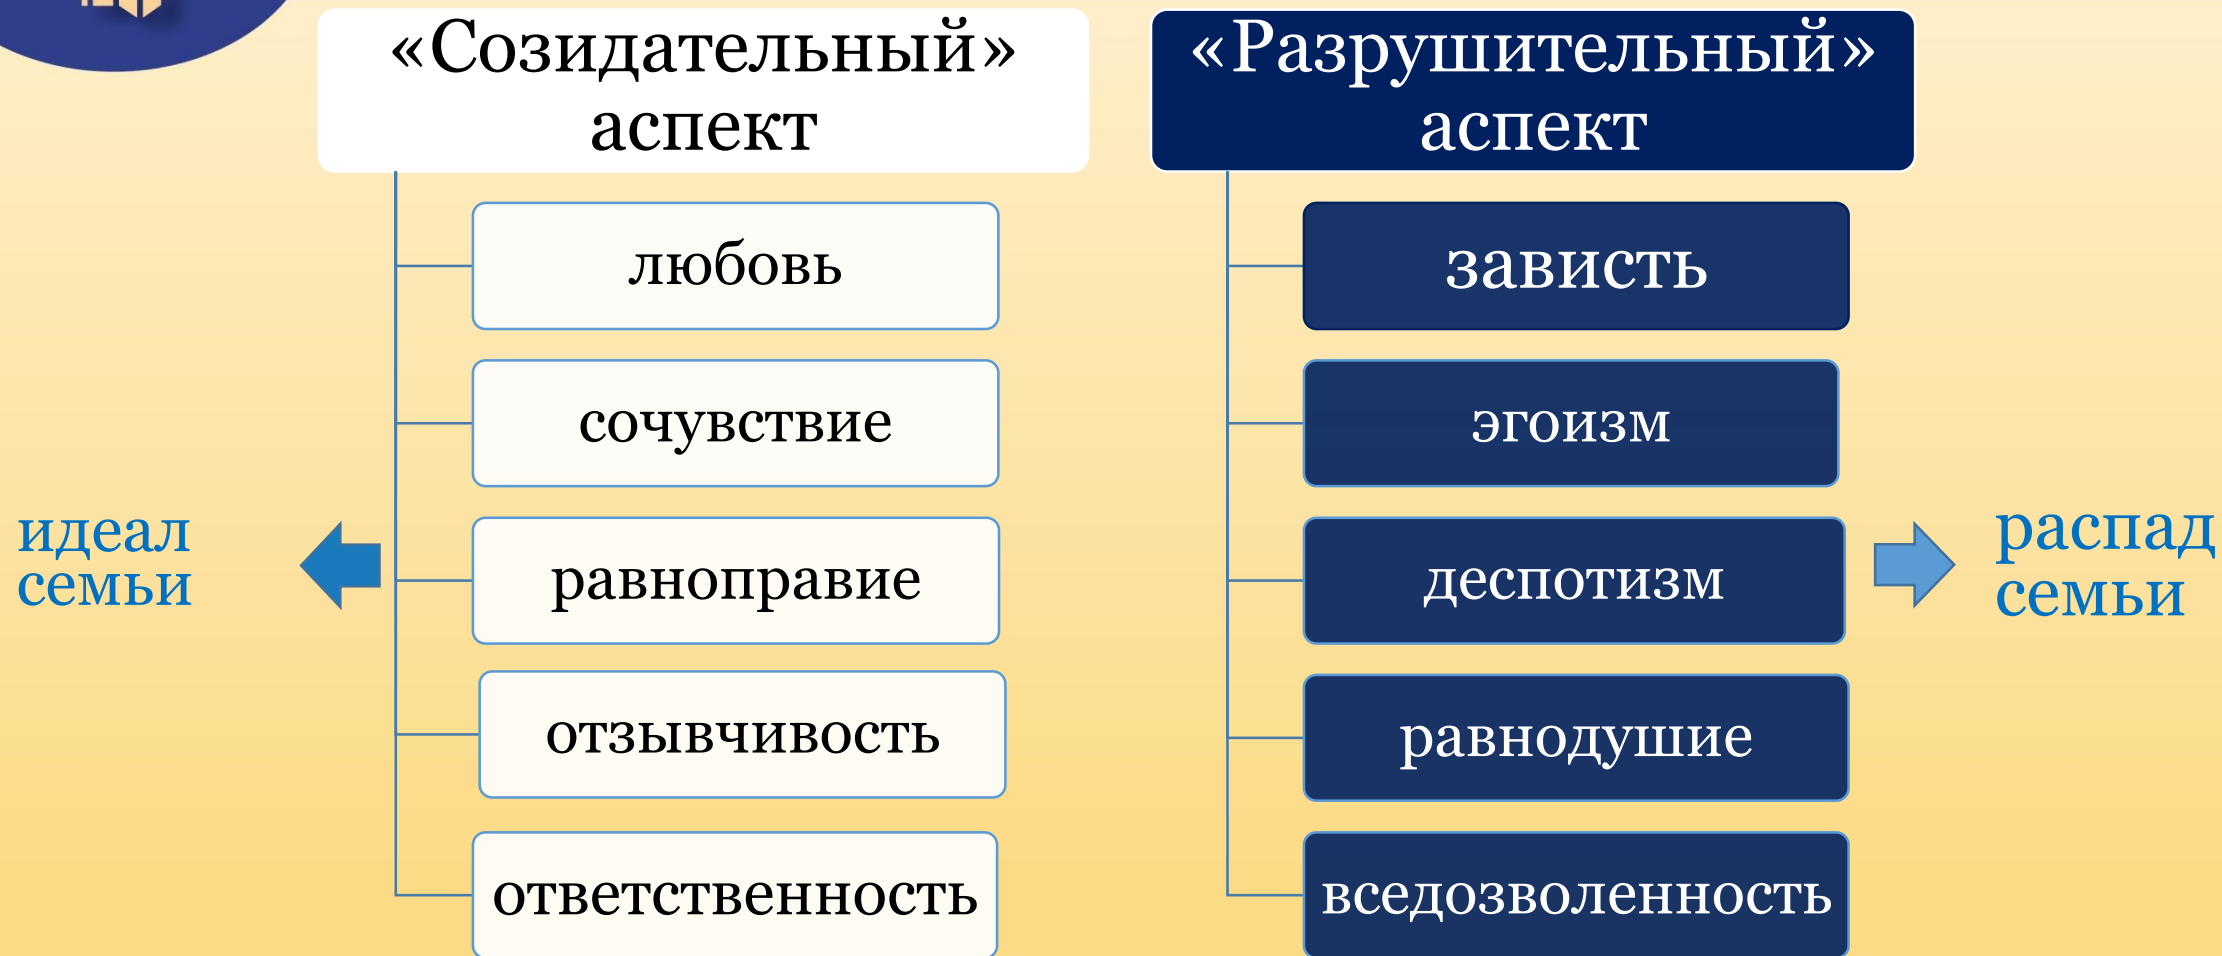 «Созидательный»
аспект
любовь
сочувствие
равноправие
отзывчивость
ответственность
идеал
семьи
«Разрушительный»
аспект
зависть
эгоизм
деспотизм
равнодушие
вседозволенность
распад
семьи